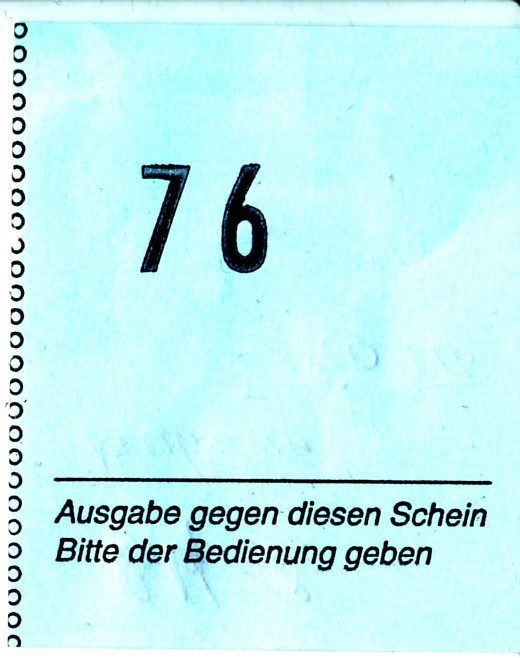 76
Ausgabe gegen diesen Schein
Bitte der Bedienung geben